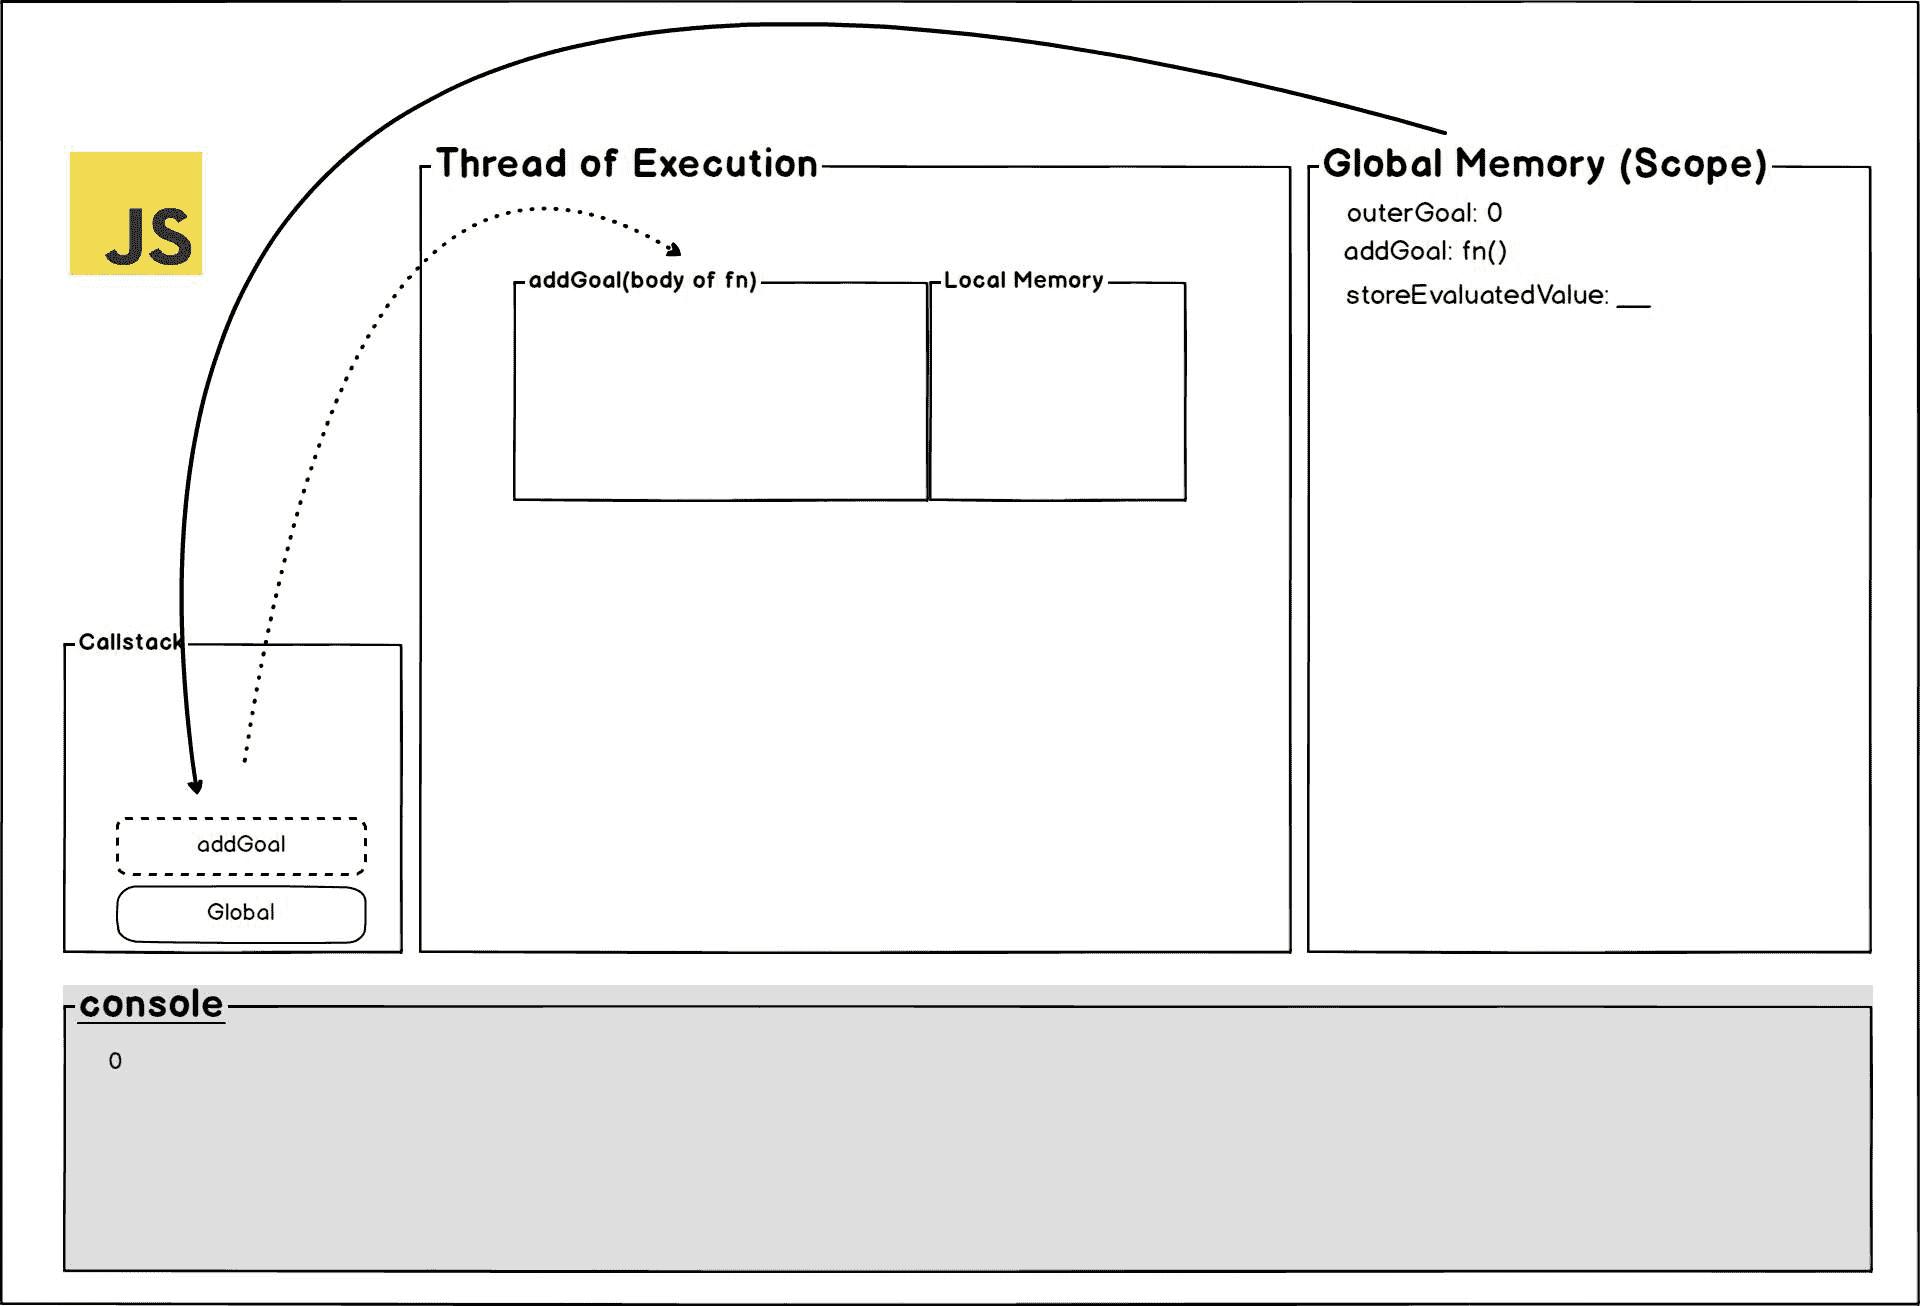 JS
Thread of Execution
addGoal(body of fn)
Local Memory
Global Memory (Scope)
outerGoal: 0
addGoal: fn()
storeEvaluatedValue: __
Callstack
addGoal
Global
console
0